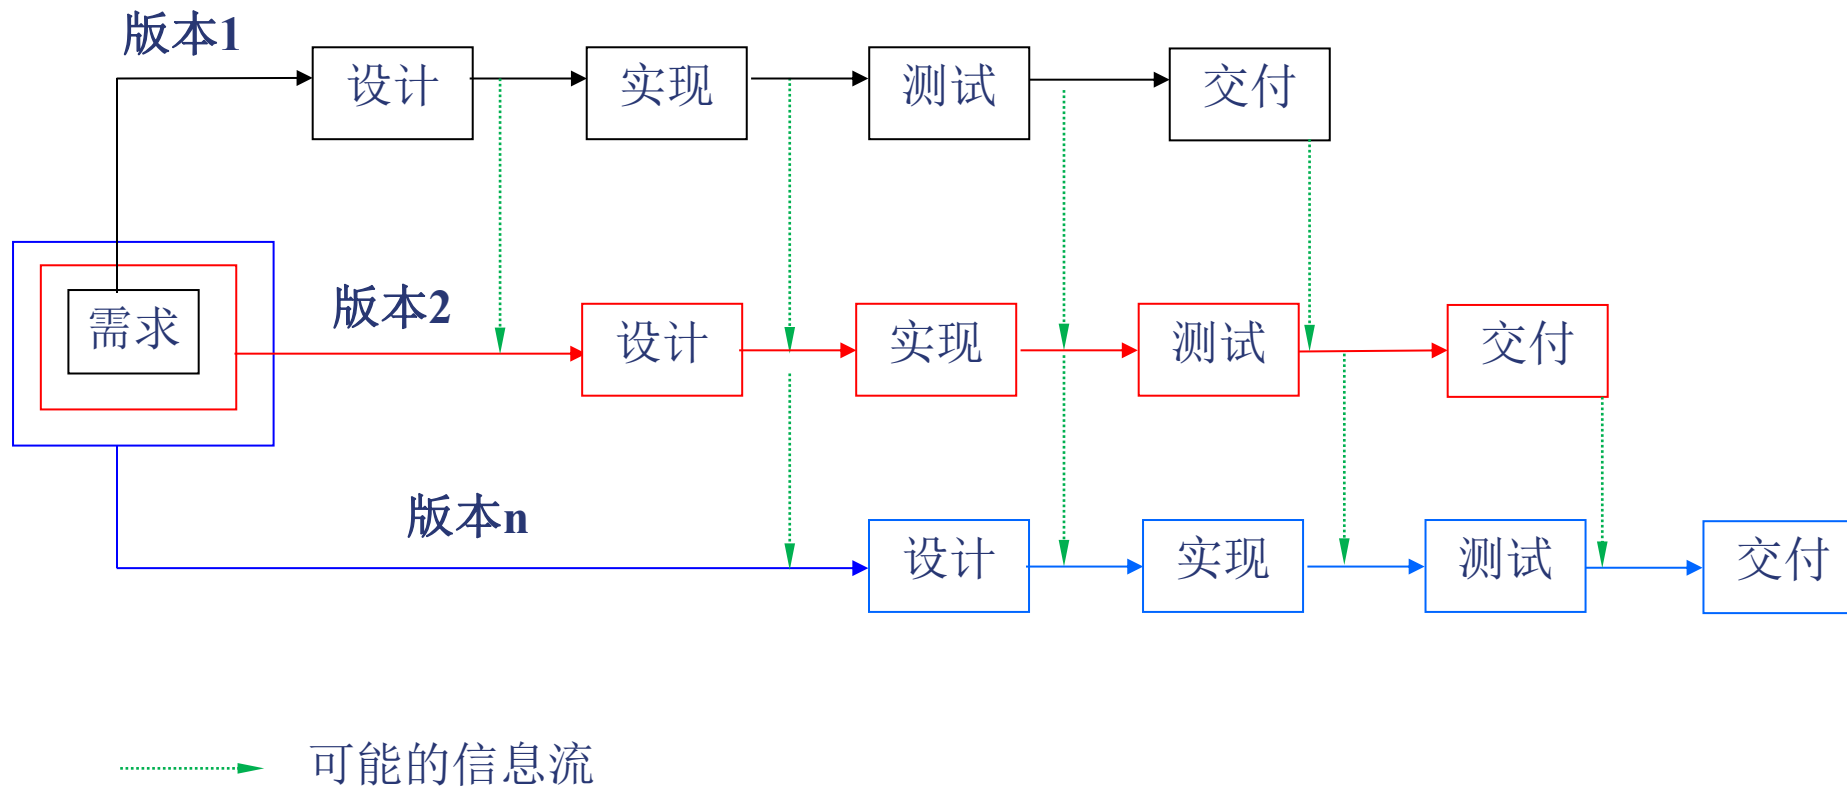 版本1
设计
实现
测试
交付
需求
版本2
设计
实现
测试
交付
版本n
设计
实现
测试
交付
可能的信息流